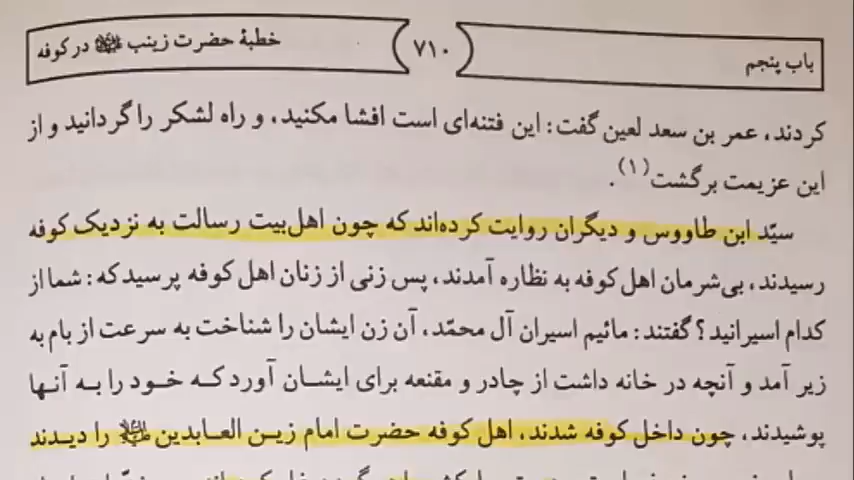 باب پنجم
۷۱۰
خطبهٔ حضرت زینب در کوفه
کردند، عمر بن سعد لعین گفت: این فتنه‌ای است افشا مکنید، و راه لشکر را گردانید و از
این عزیمت برگشت(۱).
سیّد ابن طاووس و دیگران روایت کرده‌اند که چون اهل‌بیت رسالت به نزدیک کوفه
رسیدند، بی‌شرمان اهل کوفه به نظاره آمدند، پس زنی از زنان اهل کوفه پرسید که: شما از
کدام اسیرانید؟ گفتند: مائیم اسیران آل محمّد، آن زن ایشان را شناخت به سرعت از بام به
زیر آمد و آنچه در خانه داشت از چادر و مقنعه برای ایشان آورد که خود را به آنها
پوشیدند، چون داخل کوفه شدند، اهل کوفه حضرت امام زین العابدین را دیدند